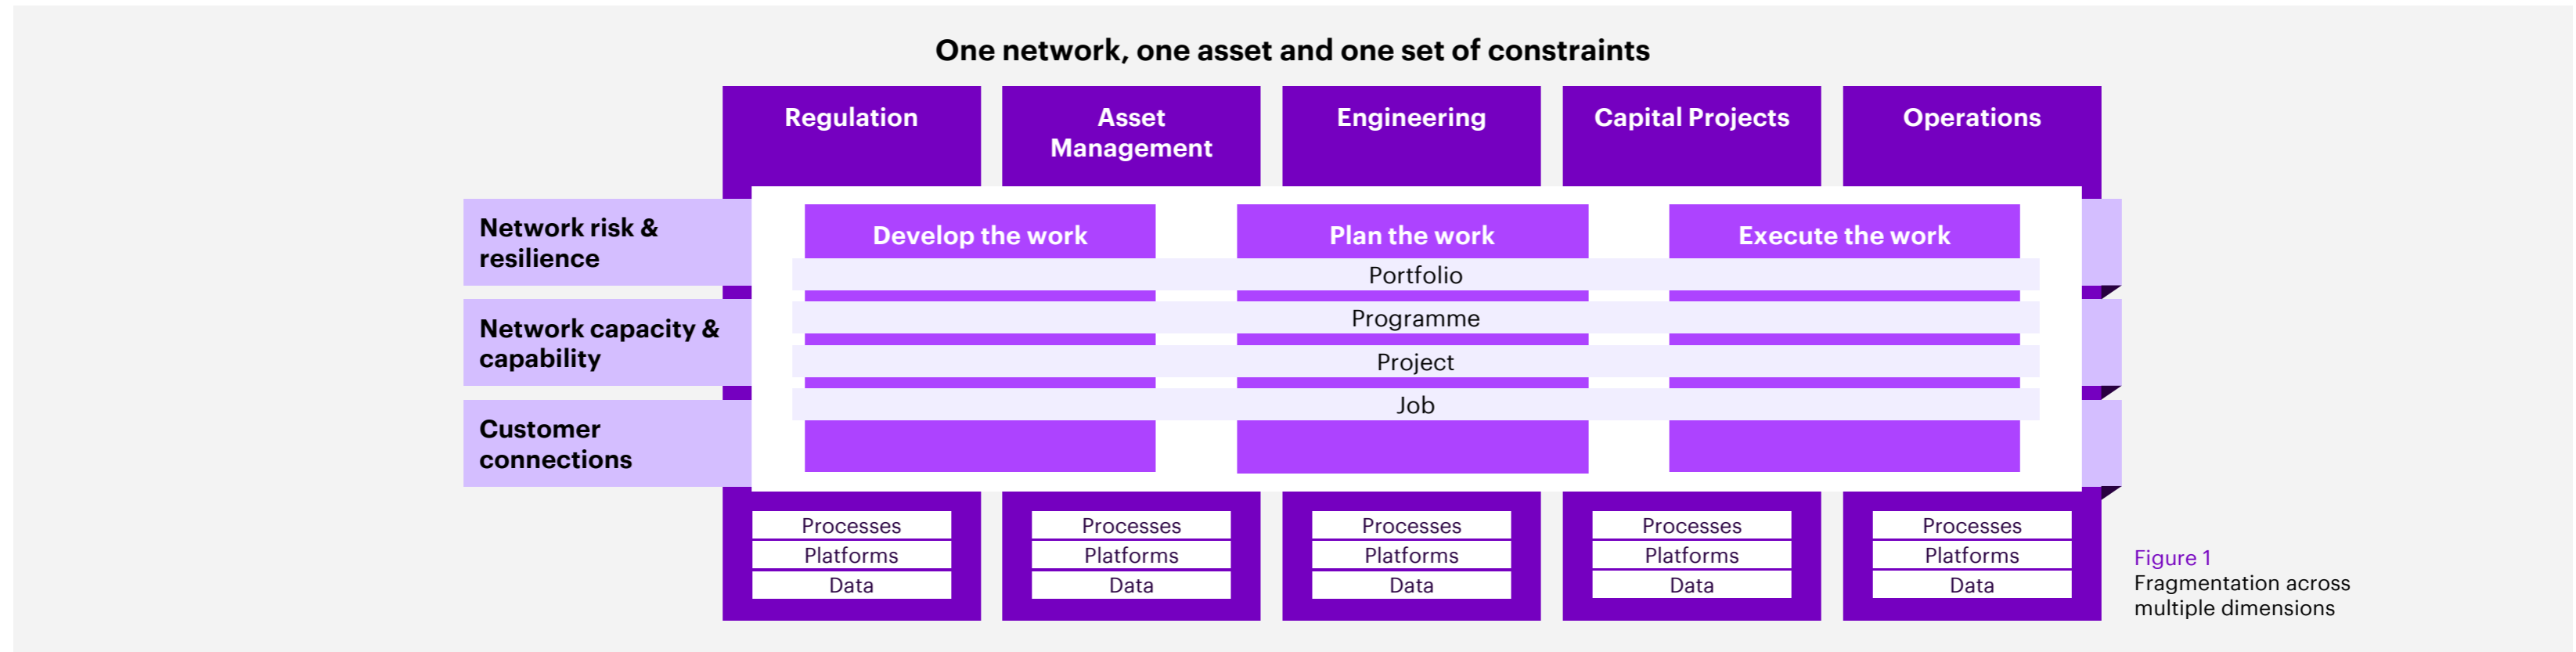 One network, one asset and one set of constraints
Regulation
Asset
Management
Engineering
Capital Projects
Operations
Network risk &
resilience
Network capacity &
capability
Customer
connections
Develop the work
Plan the work
Execute the work
Portfolio
Programme
Project
Job
Processes
Platforms
Data
Processes
Platforms
Data
Processes
Platforms
Data
Processes
Platforms
Data
Processes
Platforms
Data
Figure 1
Fragmentation across
multiple dimensions